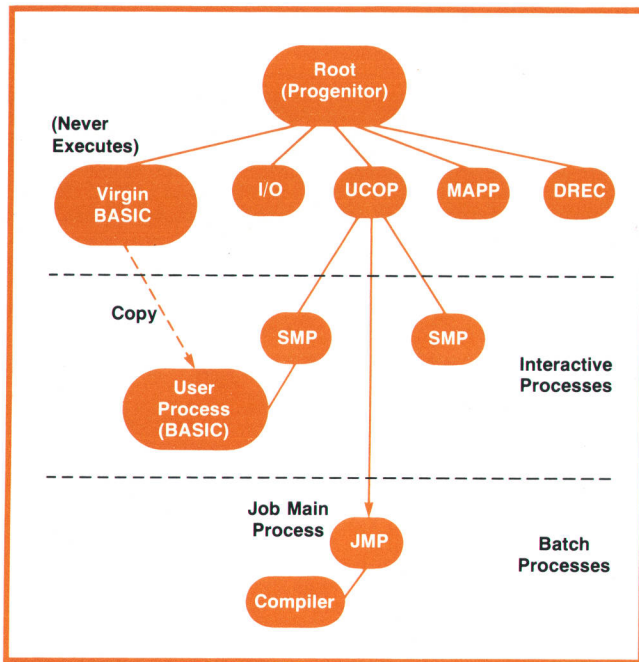 Root
(Progenitor)
(Never
Executes)
Virgin
BASIC
I/O
UCOP
MAPP
DREC
Copy
SMP
SMP
User
Process
(BASIC)
Interactive
Processes
Job Main
Process
JMP
Batch
Processes
Compiler